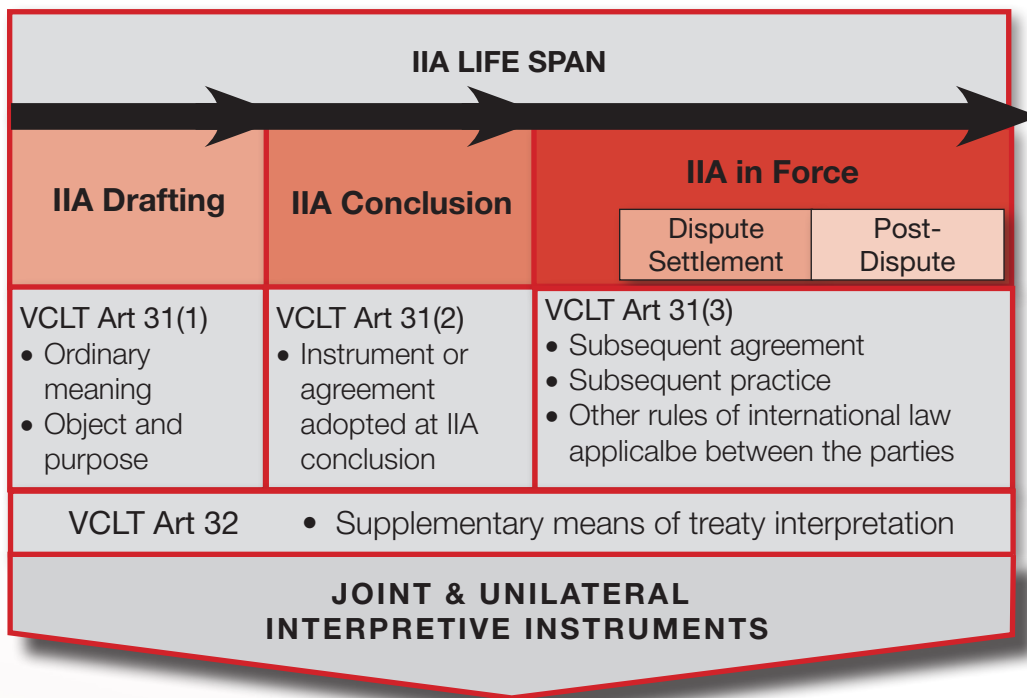 IIA LIFE SPAN
IIA Drafting
IIA Conclusion
IIA in Force
Dispute
Settlement
Post-
Dispute
VCLT Art 31(1)
• Ordinary
meaning
• Object and
purpose
VCLT Art 31(2)
• Instrument or
agreement
adopted at IIA
conclusion
VCLT Art 31(3)
• Subsequent agreement
• Subsequent practice
• Other rules of international law
applicalbe between the parties
VCLT Art 32 • Supplementary means of treaty interpretation
JOINT & UNILATERAL
INTERPRETIVE INSTRUMENTS